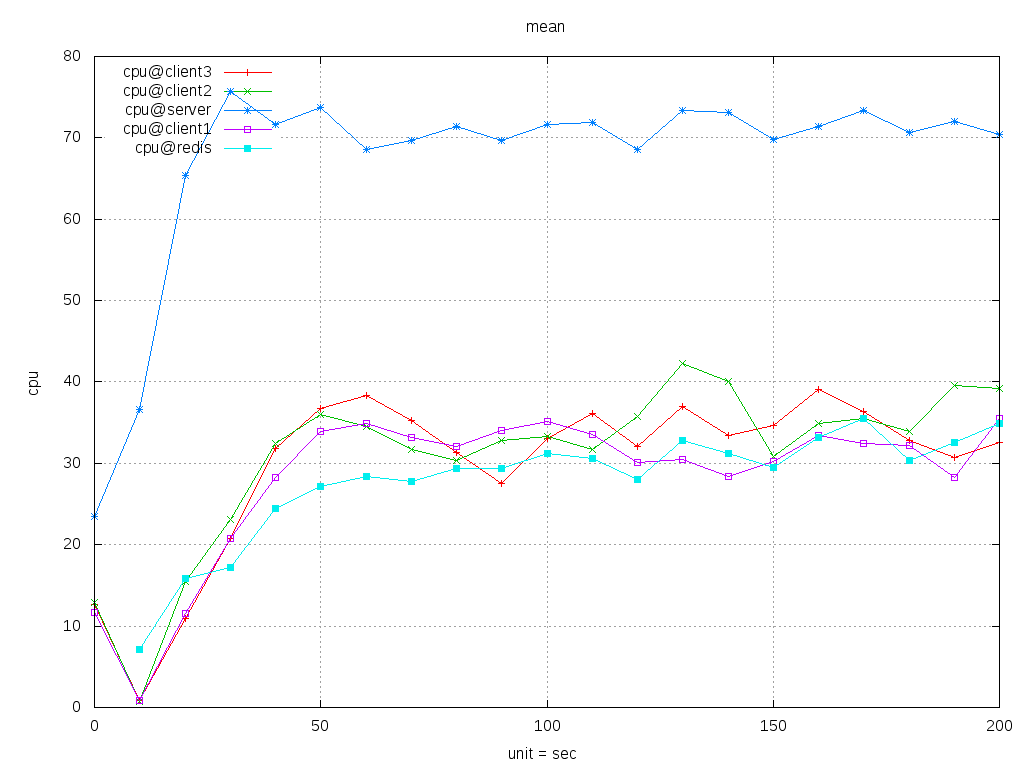 mean
80
70
60
50
40
30
20
10
0
cpu
cpu@client3
cpu@client2
cpu@server
cpu@client1
cpu@redis
0 50 100 150 200
unit = sec